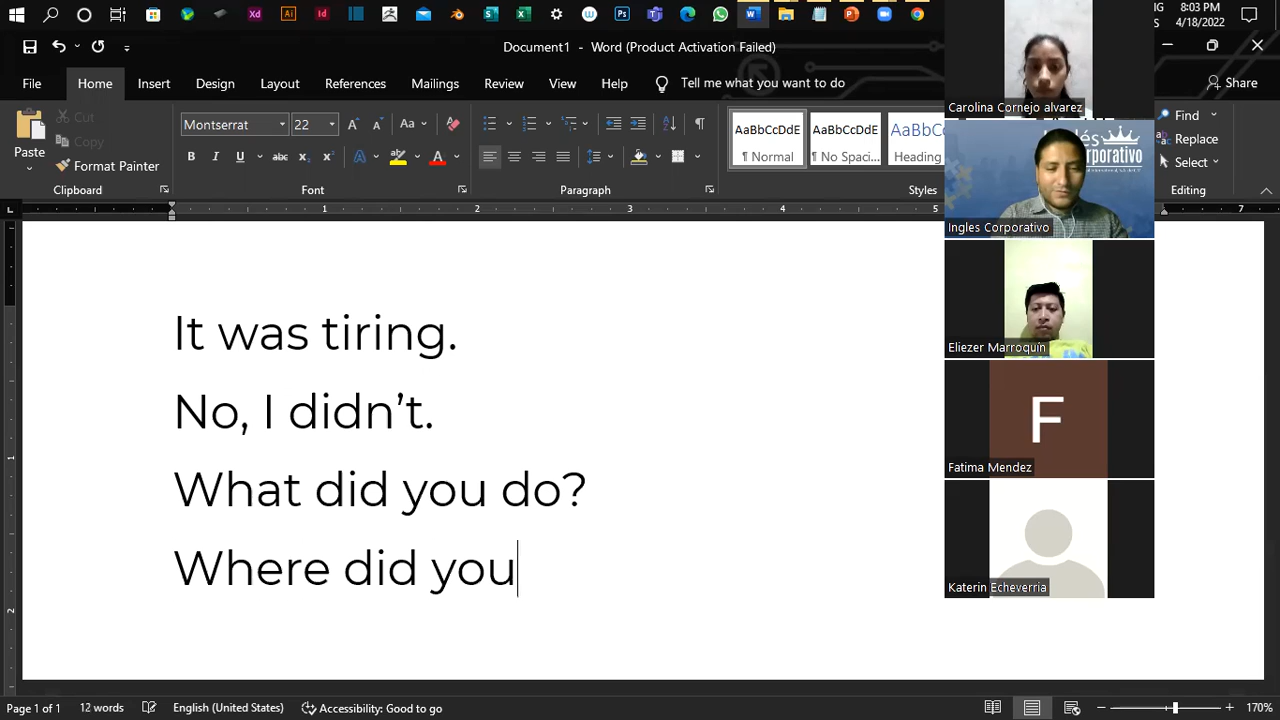 8:03 PM
4/18/2022
Document1 - Word (Product Activation Failed)
File Home Insert Design Layout References Mailings Review View Help Tell me what you want to do Share
Paste
Cut
Copy
Format Painter
Clipboard
Montserrat 22
Font
Paragraph
AaBbCcDdE
¶ Normal
AaBbCcDdE
¶ No Spaci...
Heading
Styles
Find
Replace
Select
Editing
It was tiring.
No, I didn’t.
What did you do?
Where did you
Carolina Cornejo alvarez
Ingles Corporativo
Eliezer Marroquín
F
Fatima Mendez
Katerin Echeverria
Page 1 of 1 12 words English (United States) Accessibility: Good to go 170%